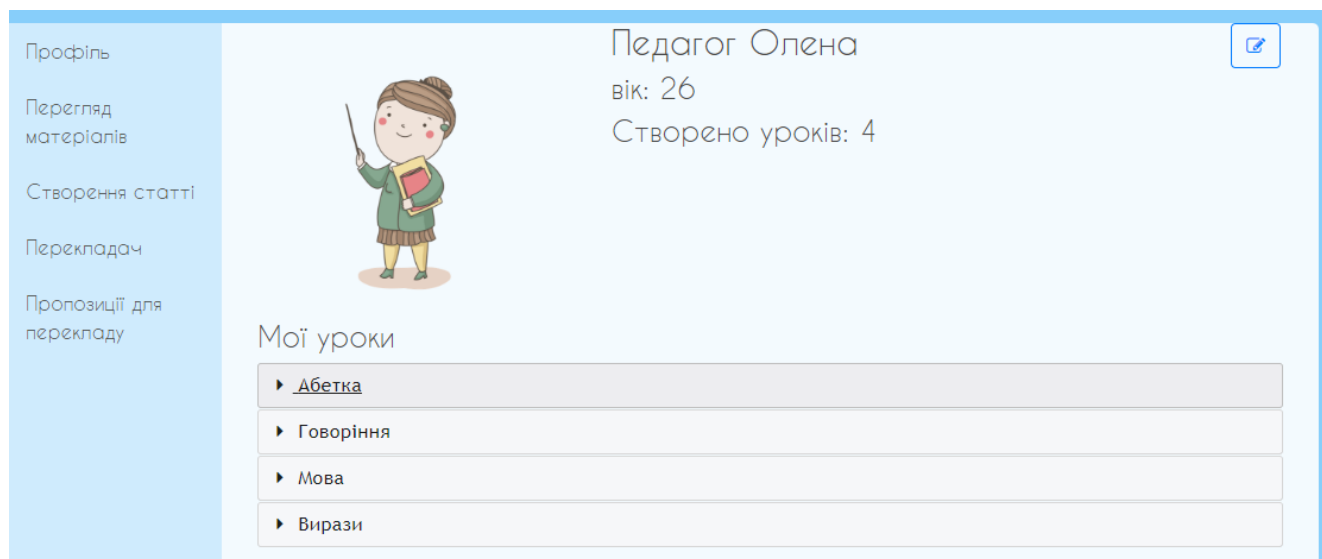 Профіль
Перегляд
матеріалів
Створення статті
Перекладач
Пропозиції для
перекладу
Педагог Олена
вік: 26
Створено уроків: 4
Мої уроки
Абетка
Говоріння
Мова
Вирази